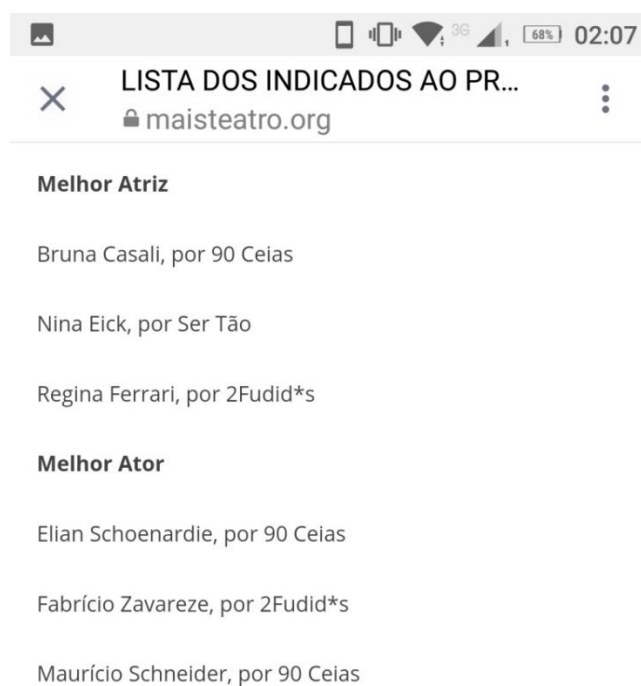 3G 68% 02:07
LISTA DOS INDICADOS AO PR...
maisteatro.org
Melhor Atriz
Bruna Casali, por 90 Ceias
Nina Eick, por Ser Tão
Regina Ferrari, por 2Fudid*s
Melhor Ator
Elian Schoenardie, por 90 Ceias
Fabrício Zavareze, por 2Fudid*s
Maurício Schneider, por 90 Ceias